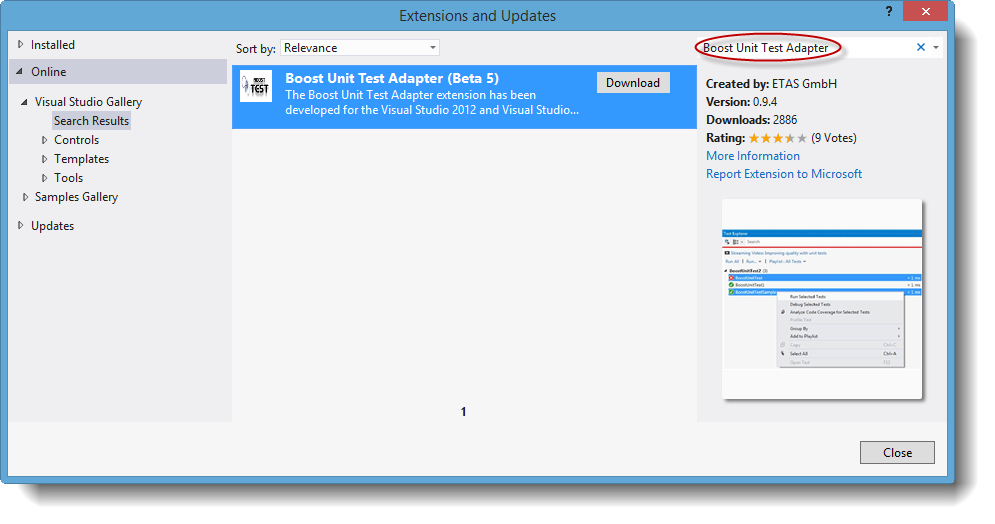 Extensions and Updates
?
Installed
Online
Visual Studio Gallery
Search Results
Controls
Templates
Tools
Samples Gallery
Updates
Sort by: Relevance
BOOST
TEST
Boost Unit Test Adapter (Beta 5)
The Boost Unit Test Adapter extension has been
developed for the Visual Studio 2012 and Visual Studio...
Download
1
Boost Unit Test Adapter
Created by: ETAS GmbH
Version: 0.9.4
Downloads: 2886
Rating: (9 Votes)
More Information
Report Extension to Microsoft
Test Explorer
Search
Streaming Video: Improving quality with unit tests
Run All | Run... | Playlist : All Tests
BoostUnitTest2 (3)
BoostUnitTest < 1 ms
BoostUnitTest1 < 1 ms
BoostUnitTestSample < 1 ms
Run Selected Tests
Debug Selected Tests
Analyze Code Coverage for Selected Tests
Profile Test
Group By
Add to Playlist
Copy Ctrl+C
Select All Ctrl+A
Open Test F12
Close